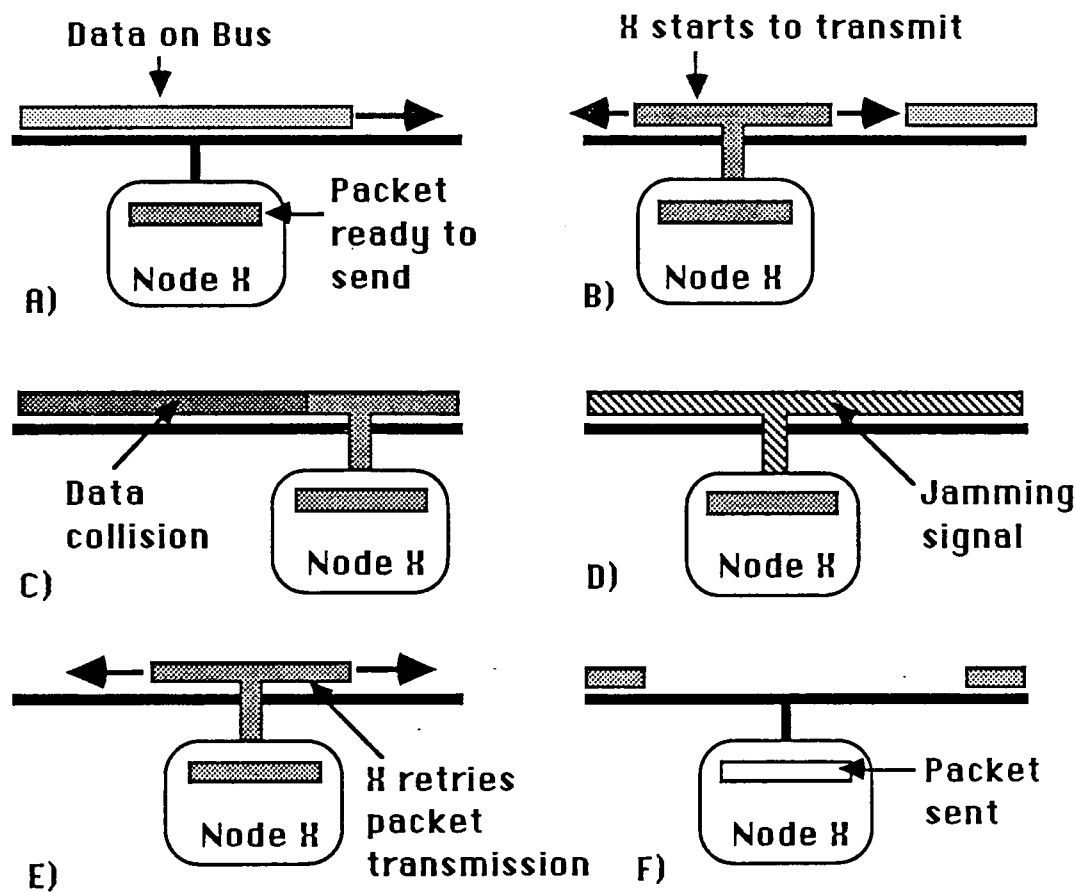 Data on Bus
Packet
ready to
send
Node X
A)
X starts to transmit
Node X
B)
Data
collision
Node X
C)
Jamming
signal
Node X
D)
X retries
packet
transmission
Node X
E)
Packet
sent
Node X
F)